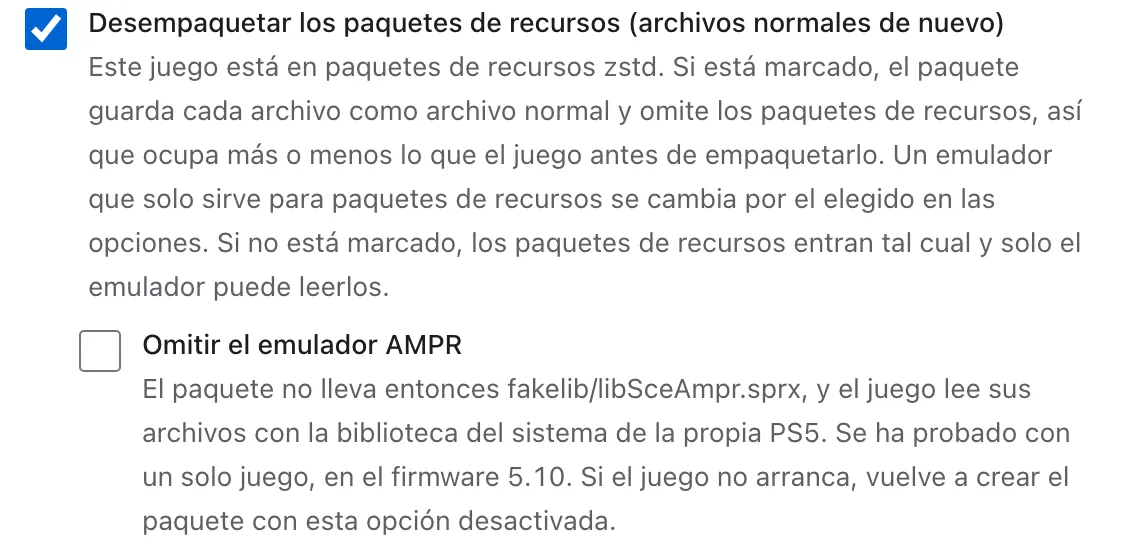 Desempaquetar los paquetes de recursos (archivos normales de nuevo)
Este juego está en paquetes de recursos zstd. Si está marcado, el paquete
guarda cada archivo como archivo normal y omite los paquetes de recursos, así
que ocupa más o menos lo que el juego antes de empaquetarlo. Un emulador
que solo sirve para paquetes de recursos se cambia por el elegido en las
opciones. Si no está marcado, los paquetes de recursos entran tal cual y solo el
emulador puede leerlos.
Omitir el emulador AMPR
El paquete no lleva entonces fakelib/libSceAmpr.sprx, y el juego lee sus
archivos con la biblioteca del sistema de la propia PS5. Se ha probado con
un solo juego, en el firmware 5.10. Si el juego no arranca, vuelve a crear el
paquete con esta opción desactivada.